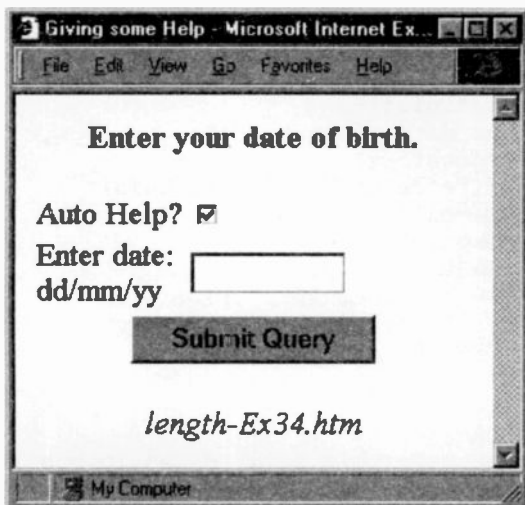 Giving some Help - Microsoft Internet Ex...
File Edit View Go Favorites Help
Enter your date of birth.
Auto Help?
Enter date:
dd/mm/yy
Submit Query
length-Ex34.htm
My Computer